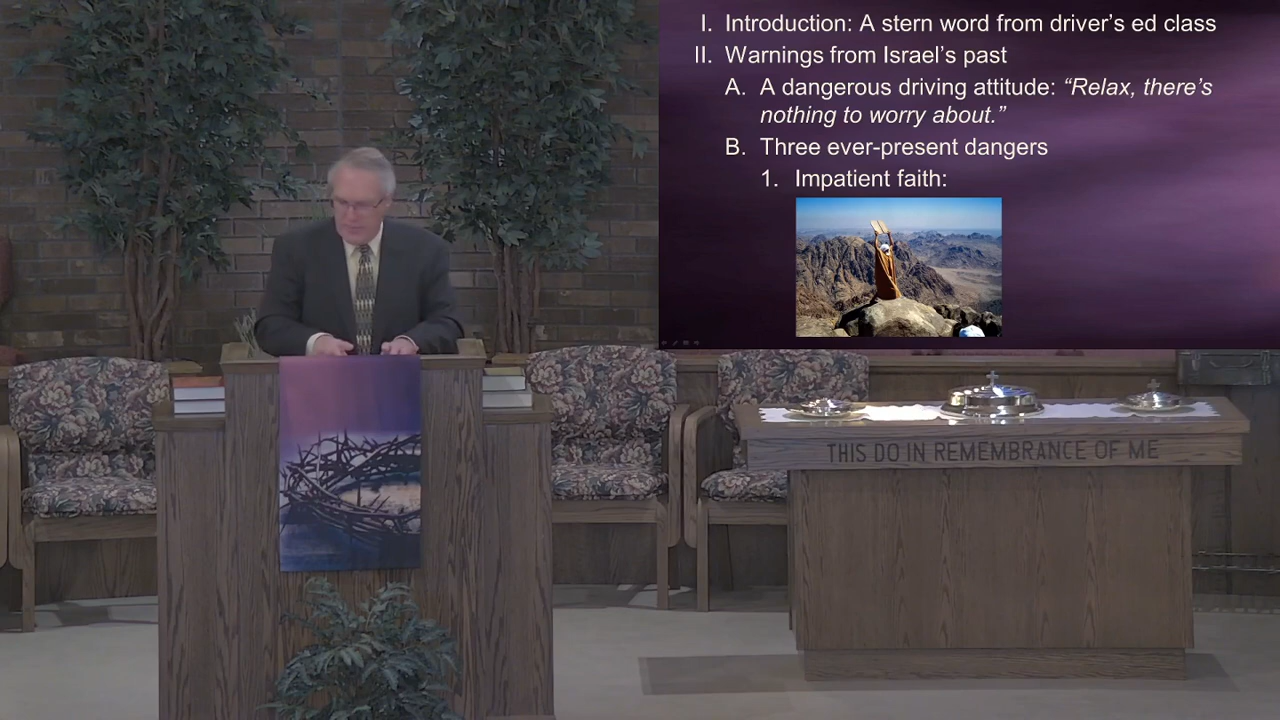 I. Introduction: A stern word from driver’s ed class
II. Warnings from Israel’s past
A. A dangerous driving attitude: “Relax, there’s
nothing to worry about.”
B. Three ever-present dangers
1. Impatient faith:
THIS DO IN REMEMBRANCE OF ME